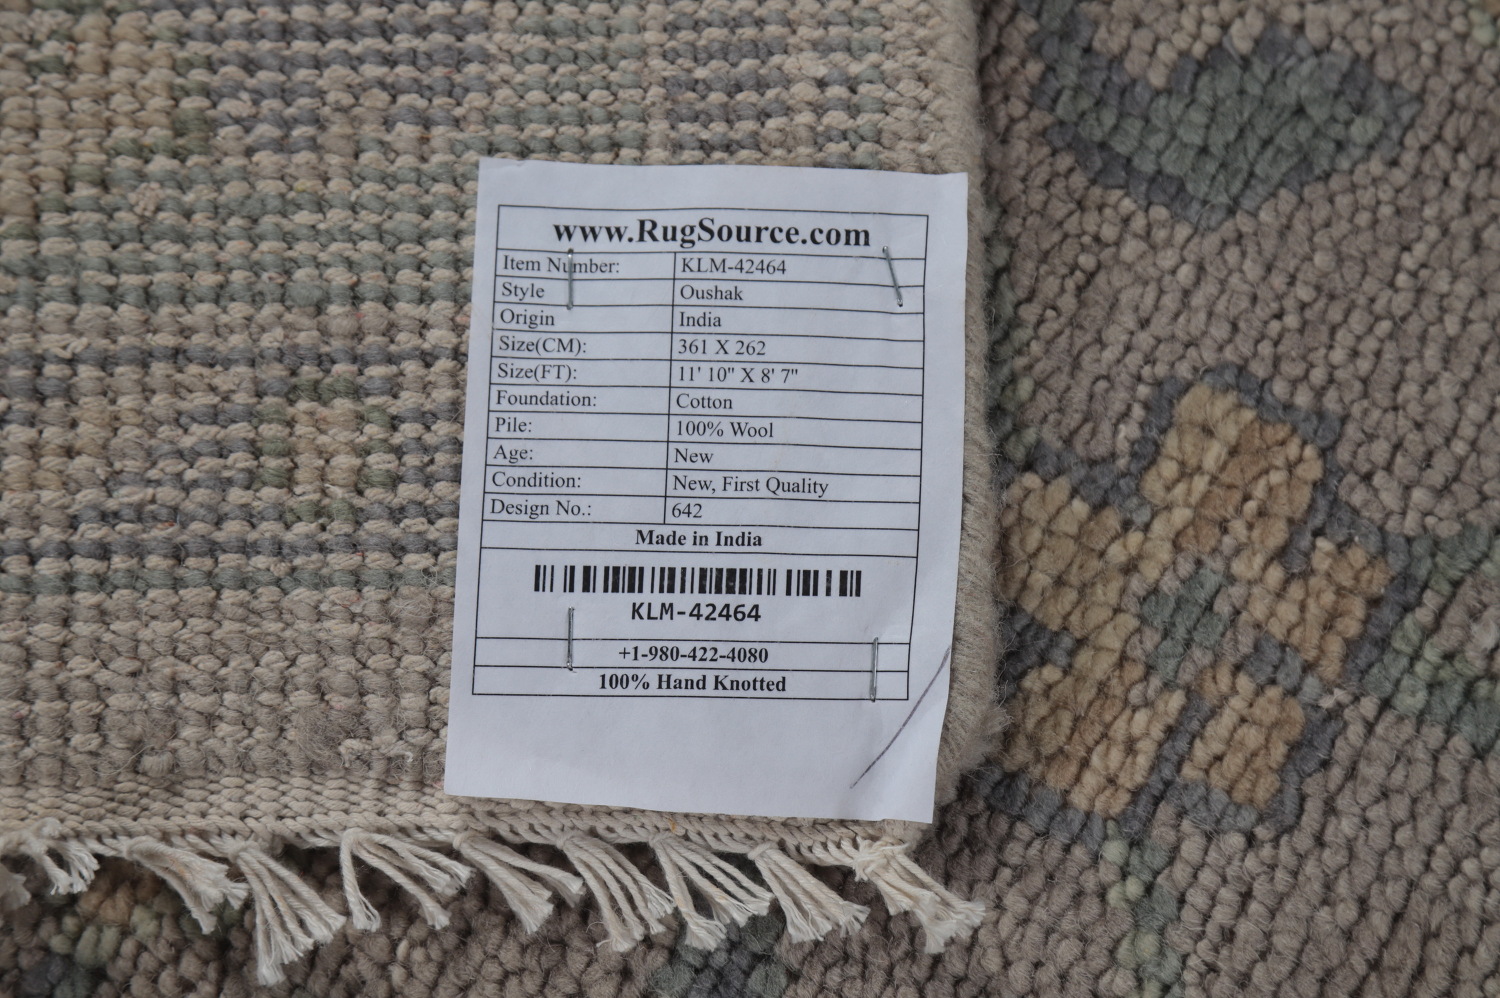 www.RugSource.com
Item Number: KLM-42464
Style Oushak
Origin India
Size(CM): 361 X 262
Size(FT): 11' 10" X 8' 7"
Foundation: Cotton
Pile: 100% Wool
Age: New
Condition: New, First Quality
Design No.: 642
Made in India
KLM-42464
+1-980-422-4080
100% Hand Knotted